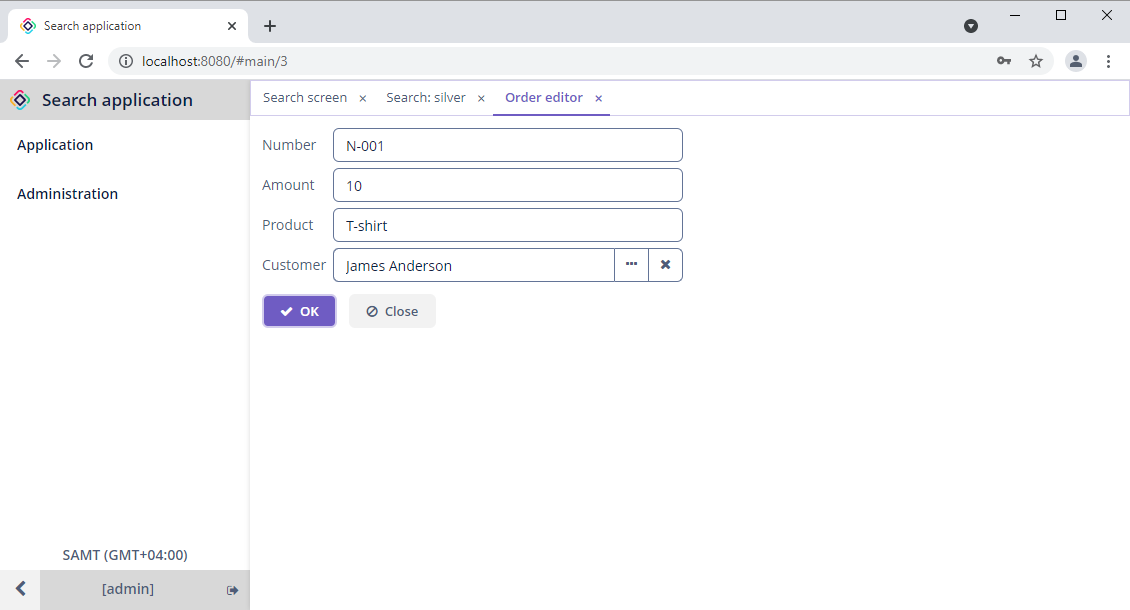 Search application
localhost:8080/#main/3
Search application
Search screen Search: silver Order editor
Application
Administration
Number N-001
Amount 10
Product T-shirt
Customer James Anderson
OK Close
SAMT (GMT+04:00)
[admin]